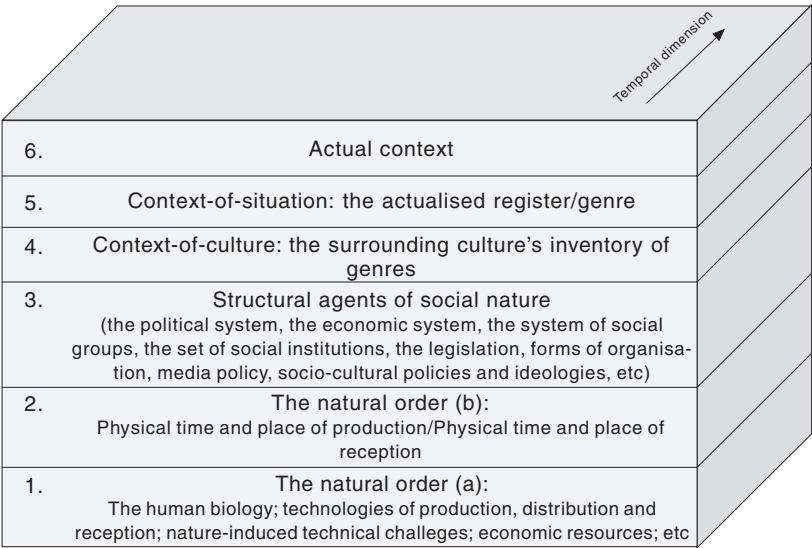 Temporal dimension
6. Actual context
5. Context-of-situation: the actualised register/genre
4. Context-of-culture: the surrounding culture's inventory of
genres
3. Structural agents of social nature
(the political system, the economic system, the system of social
groups, the set of social institutions, the legislation, forms of organisa-
tion, media policy, socio-cultural policies and ideologies, etc)
2. The natural order (b):
Physical time and place of production/Physical time and place of
reception
1. The natural order (a):
The human biology; technologies of production, distribution and
reception; nature-induced technical challeges; economic resources; etc